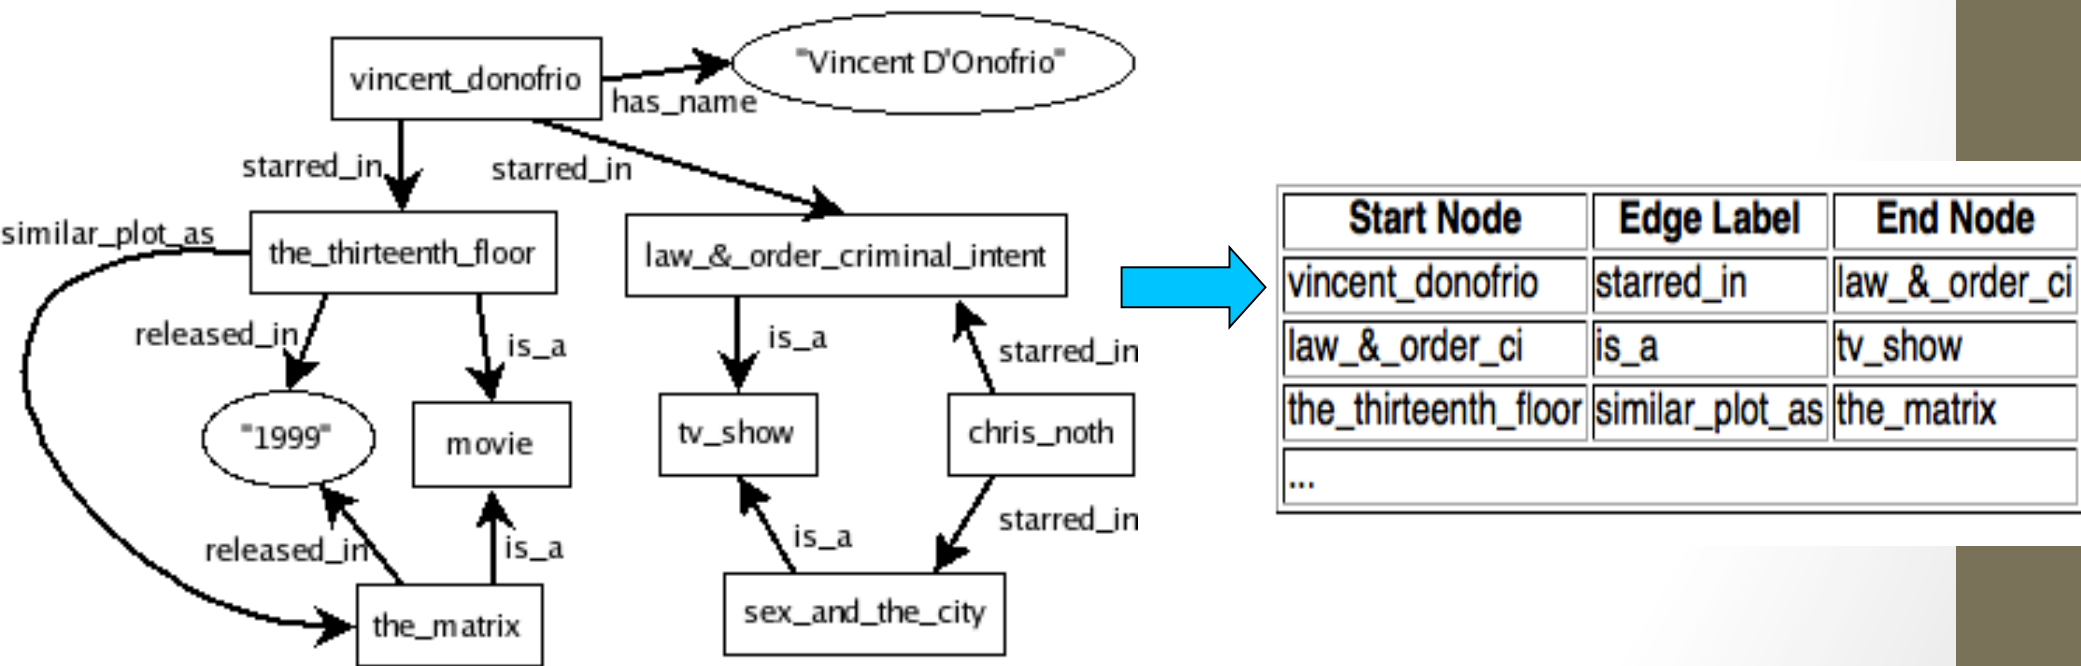 vincent_donofrio
"Vincent D'Onofrio"
has_name
starred_in
starred_in
similar_plot_as
the_thirteenth_floor
law_&_order_criminal_intent
released_in
is_a
is_a
starred_in
"1999"
movie
tv_show
chris_noth
released_in
is_a
is_a
starred_in
the_matrix
sex_and_the_city
Start Node Edge Label End Node
vincent_donofrio starred_in law_&_order_ci
law_&_order_ci is_a tv_show
the_thirteenth_floor similar_plot_as the_matrix
...